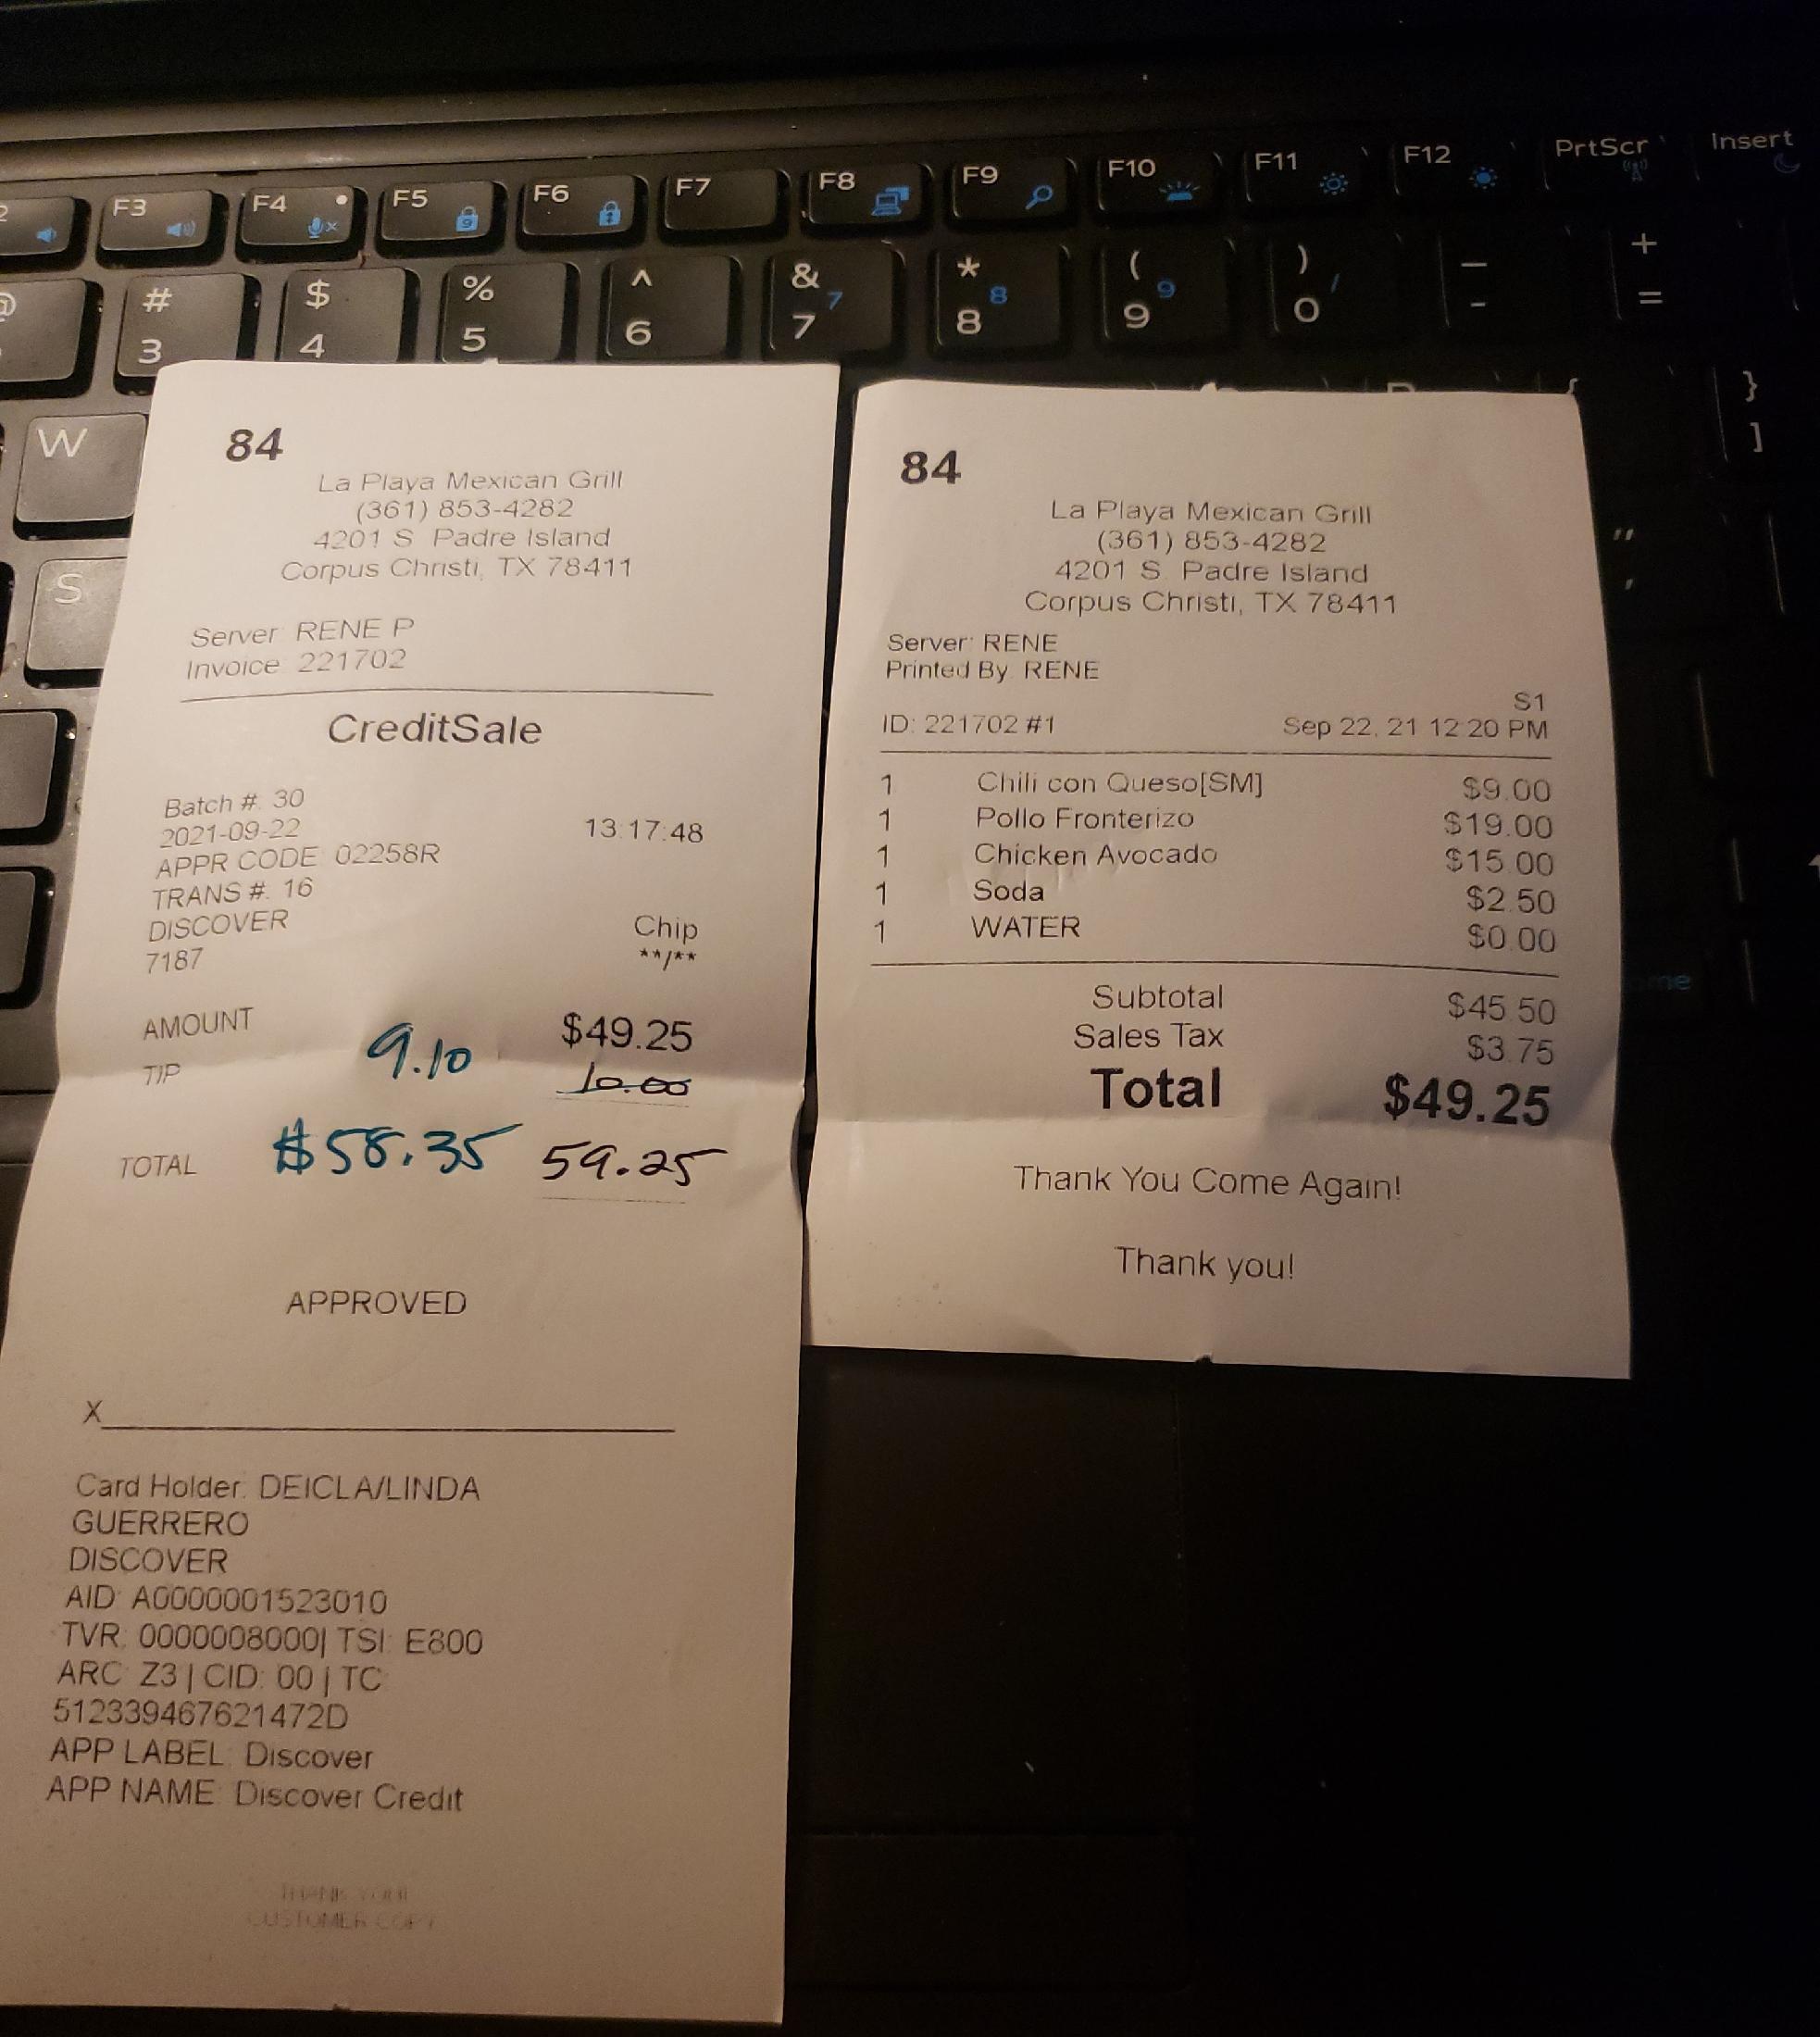 F3
F4
F5
F6
F7
F8
F9
F10
F11
F12
PrtScr
Insert
#
3
$
4
%
5
^
6
&
7
7
*
8
8
(
9
9
)
0
/
_
-
+
=
W
S
{
}
]
"
'
84
La Playa Mexican Grill
(361) 853-4282
4201 S Padre Island
Corpus Christi, TX 78411
Server: RENE P
Invoice: 221702
CreditSale
Batch #: 30
2021-09-22 13:17:48
APPR CODE: 02258R
TRANS #: 16
DISCOVER Chip
7187 **/**
AMOUNT $49.25
TIP 9.10 10.00
TOTAL $58.35 59.25
APPROVED
X
Card Holder: DEICLA/LINDA
GUERRERO
DISCOVER
AID: A0000001523010
TVR: 0000008000| TSI: E800
ARC: Z3 | CID: 00 | TC:
512339467621472D
APP LABEL: Discover
APP NAME: Discover Credit
THANK YOU!
CUSTOMER COPY
84
La Playa Mexican Grill
(361) 853-4282
4201 S Padre Island
Corpus Christi, TX 78411
Server: RENE
Printed By: RENE
S1
ID: 221702 #1 Sep 22, 21 12:20 PM
1 Chili con Queso[SM] $9.00
1 Pollo Fronterizo $19.00
1 Chicken Avocado $15.00
1 Soda $2.50
1 WATER $0.00
Subtotal $45.50
Sales Tax $3.75
Total $49.25
Thank You Come Again!
Thank you!